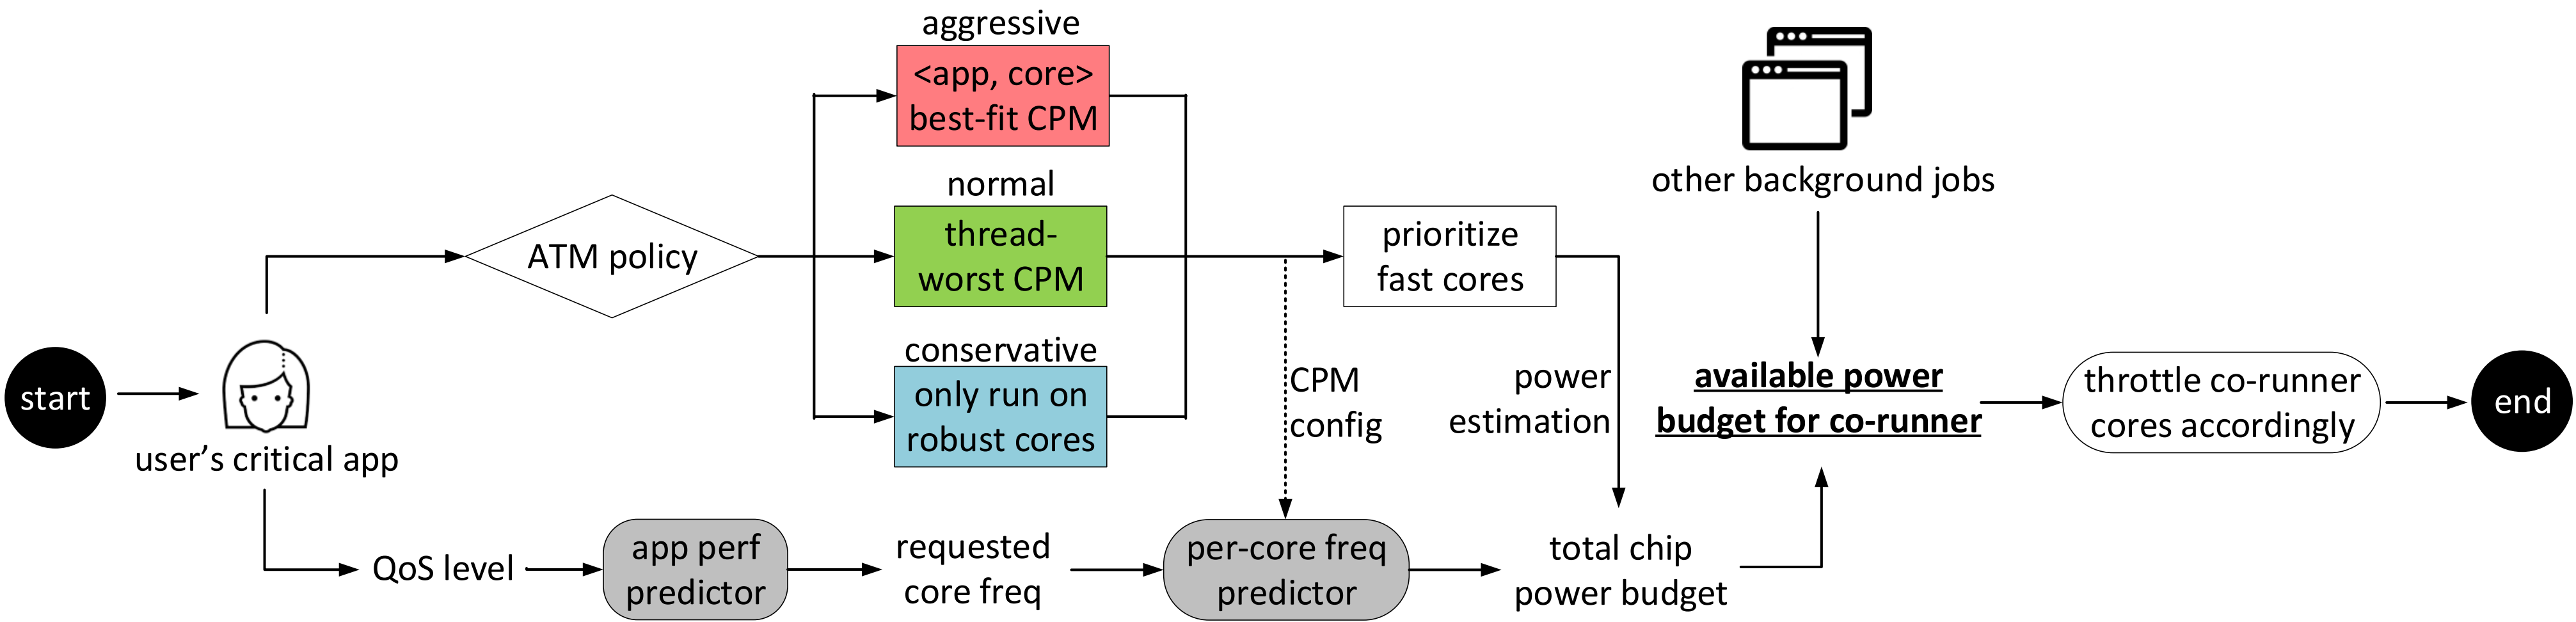 start
user's critical app
ATM policy
aggressive
<app, core>
best-fit CPM
normal
thread-
worst CPM
conservative
only run on
robust cores
prioritize
fast cores
CPM
config
power
estimation
QoS level
app perf
predictor
requested
core freq
per-core freq
predictor
total chip
power budget
other background jobs
available power
budget for co-runner
throttle co-runner
cores accordingly
end